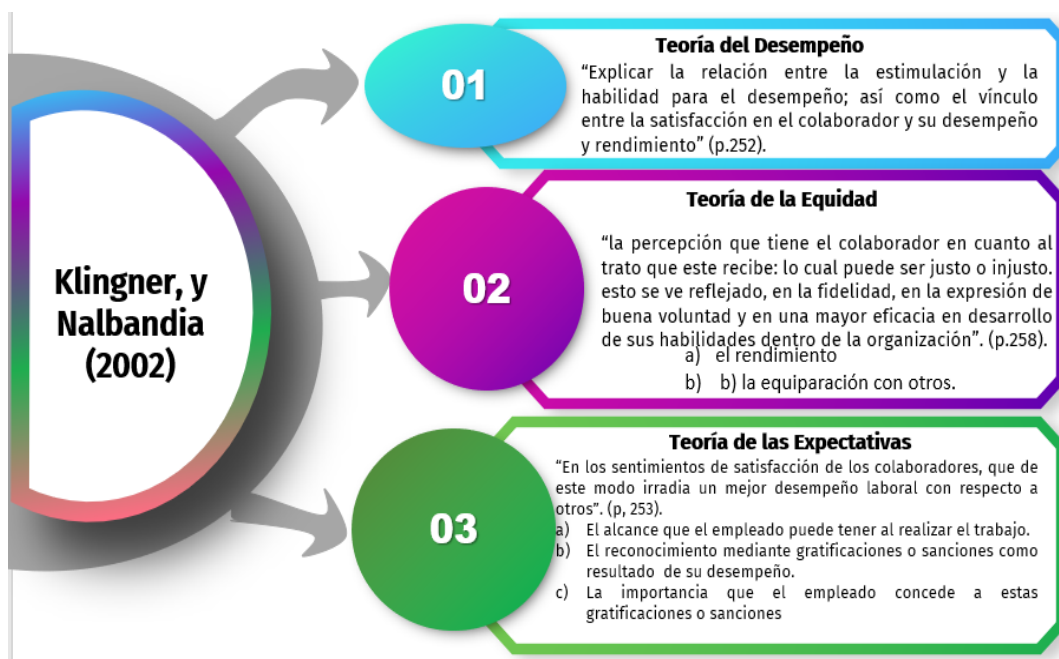 Klingner, y
Nalbandia
(2002)
01
Teoría del Desempeño
“Explicar la relación entre la estimulación y la
habilidad para el desempeño; así como el vínculo
entre la satisfacción en el colaborador y su desempeño
y rendimiento” (p.252).
02
Teoría de la Equidad
“la percepción que tiene el colaborador en cuanto al
trato que este recibe: lo cual puede ser justo o injusto.
esto se ve reflejado, en la fidelidad, en la expresión de
buena voluntad y en una mayor eficacia en desarrollo
de sus habilidades dentro de la organización”. (p.258).
a) el rendimiento
b) b) la equiparación con otros.
03
Teoría de las Expectativas
“En los sentimientos de satisfacción de los colaboradores, que de
este modo irradia un mejor desempeño laboral con respecto a
otros”. (p, 253).
a) El alcance que el empleado puede tener al realizar el trabajo.
b) El reconocimiento mediante gratificaciones o sanciones como
resultado de su desempeño.
c) La importancia que el empleado concede a estas
gratificaciones o sanciones